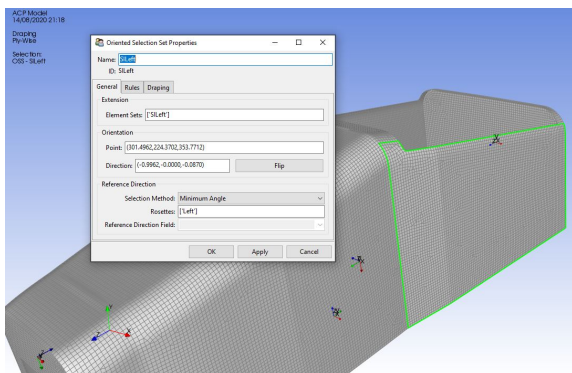 ACP Model
14/08/2020 21:18
Draping
Ply-Wise
Selection:
OSS - SILeft
Oriented Selection Set Properties
Name: SILeft
ID: SILeft
General Rules Draping
Extension
Element Sets: ['SILeft']
Orientation
Point: (301.4962,224.3702,353.7712)
Direction: (-0.9962,-0.0000,-0.0870) Flip
Reference Direction
Selection Method: Minimum Angle
Rosettes: ['Left']
Reference Direction Field:
OK Apply Cancel